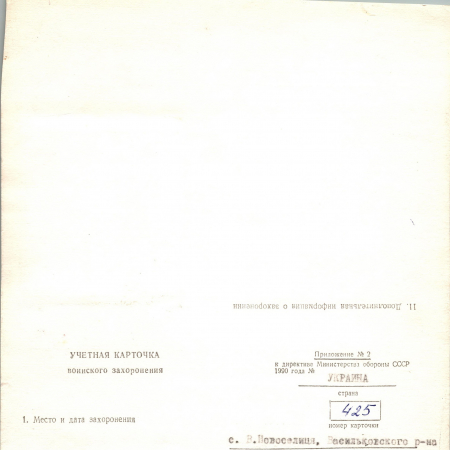 11. Дополнительная информация о захоронении
УЧЕТНАЯ КАРТОЧКА
воинского захоронения
Приложение № 2
к директиве Министерства обороны СССР
1990 года №
УКРАИНА
страна
425
номер карточки
1. Место и дата захоронения
с. В.Новоселица, Васильковского р-на